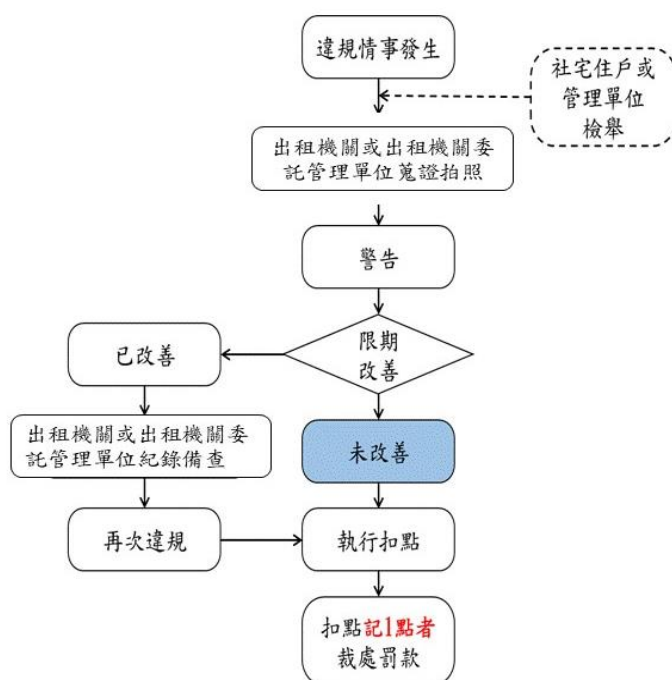 違規情事發生
社宅住戶或
管理單位
檢舉
出租機關或出租機關委
託管理單位蒐證拍照
警告
限期
改善
已改善
出租機關或出租機關委
託管理單位紀錄備查
未改善
再次違規
執行扣點
扣點記1點者
裁處罰款